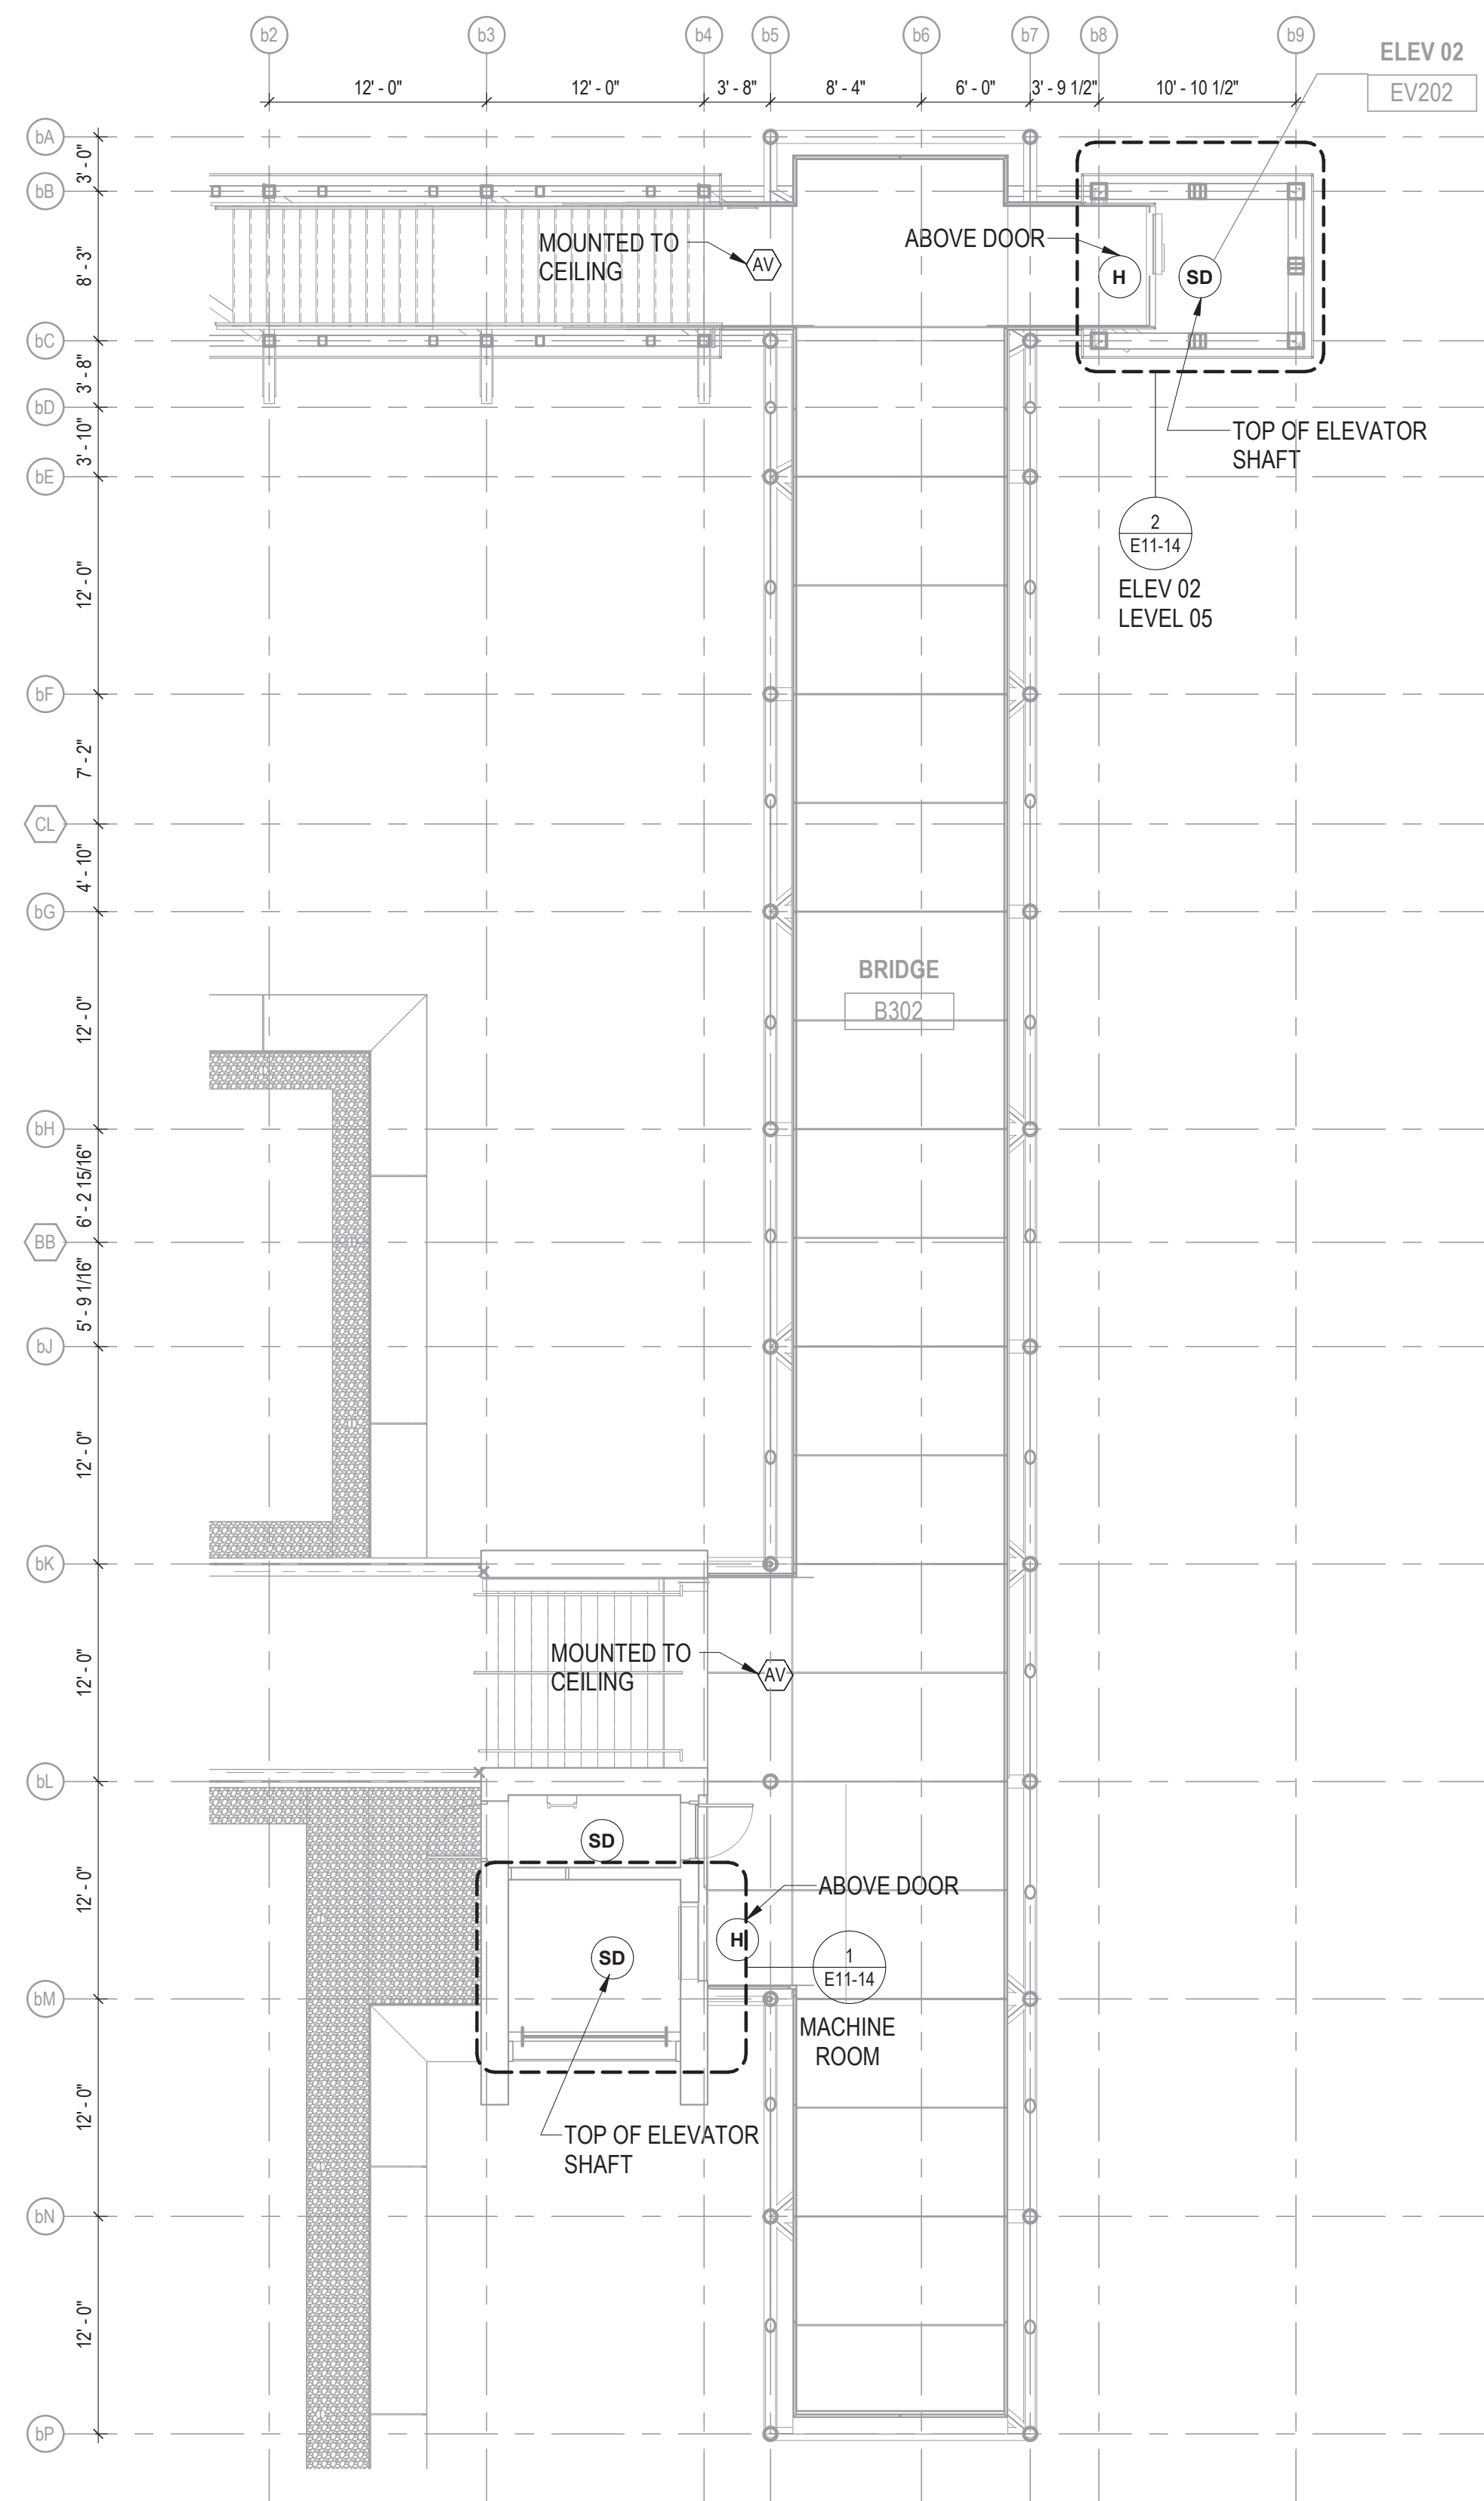 b2
b3
b4
b5
b6
b7
b8
b9
ELEV 02
EV202
12' - 0"
12' - 0"
3' - 8"
8' - 4"
6' - 0"
3' - 9 1/2"
10' - 10 1/2"
bA
3' - 0"
bB
8' - 3"
bC
3' - 8"
bD
3' - 10"
bE
12' - 0"
bF
7' - 2"
CL
4' - 10"
bG
12' - 0"
bH
6' - 2 15/16"
BB
5' - 9 1/16"
bJ
12' - 0"
bK
12' - 0"
bL
12' - 0"
bM
12' - 0"
bN
12' - 0"
bP
MOUNTED TO
CEILING
AV
ABOVE DOOR
H
SD
TOP OF ELEVATOR
SHAFT
2
E11-14
ELEV 02
LEVEL 05
BRIDGE
B302
MOUNTED TO
CEILING
AV
SD
ABOVE DOOR
H
SD
1
E11-14
MACHINE
ROOM
TOP OF ELEVATOR
SHAFT